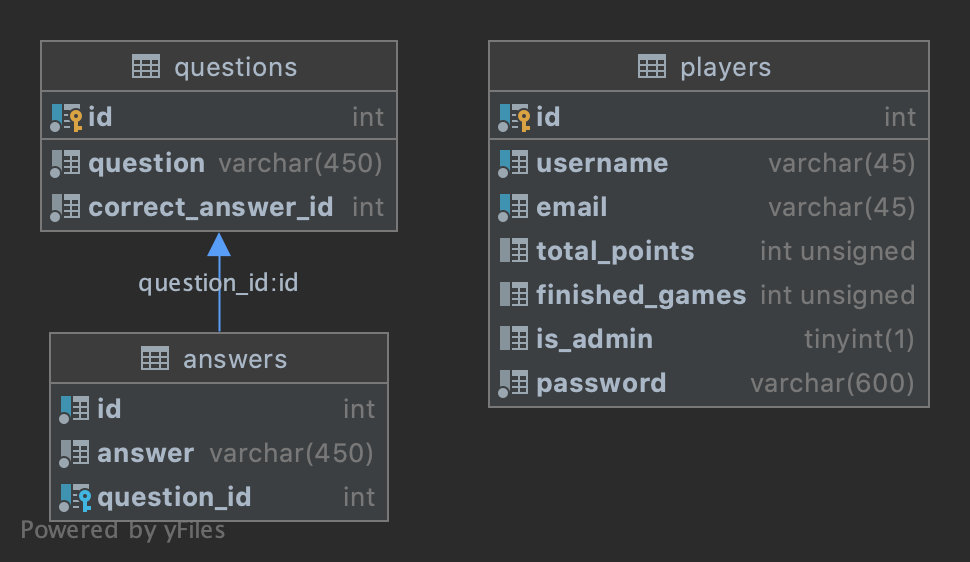 questions
id int
question varchar(450)
correct_answer_id int
question_id:id
answers
id int
answer varchar(450)
question_id int
players
id int
username varchar(45)
email varchar(45)
total_points int unsigned
finished_games int unsigned
is_admin tinyint(1)
password varchar(600)
Powered by yFiles